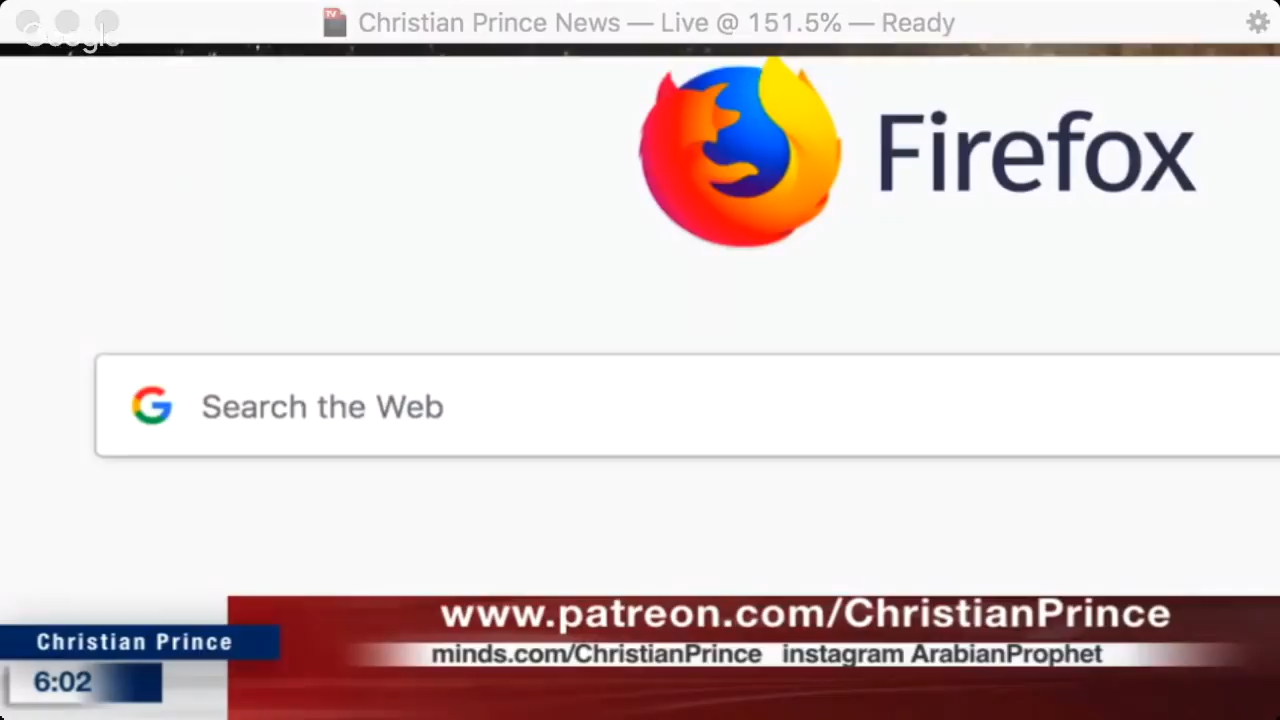 Christian Prince News — Live @ 151.5% — Ready
Google
Firefox
Search the Web
www.patreon.com/ChristianPrince
minds.com/ChristianPrince instagram ArabianProphet
Christian Prince
6:02